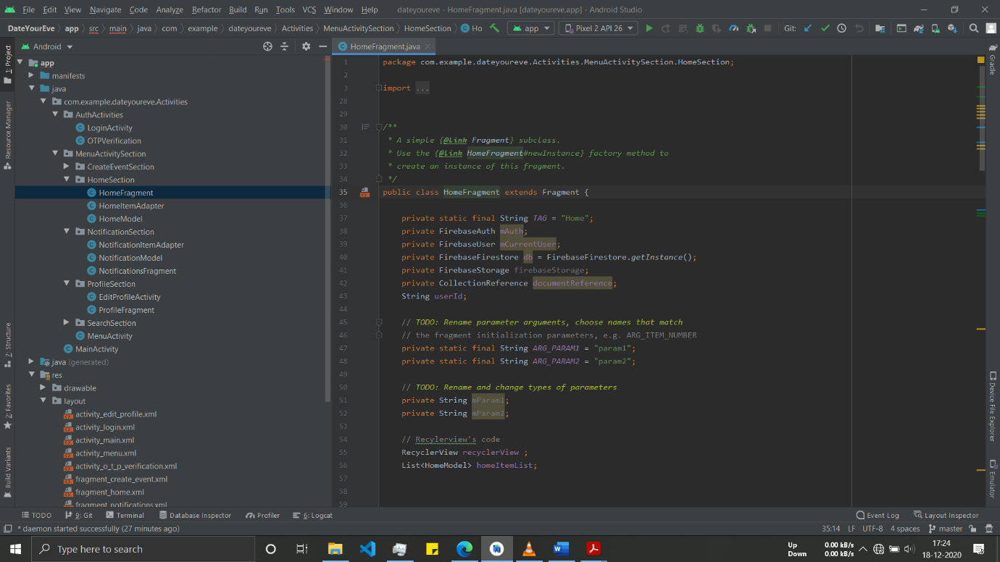 File Edit View Navigate Code Analyze Refactor Build Run Tools VCS Window Help dateyoureve - HomeFragment.java [dateyoureve.app] - Android Studio
DateYourEve app src main java com example dateyoureve Activities MenuActivitySection HomeSection Ho app Pixel 2 API 26 Git:
Android
HomeFragment.java
1: Project
Resource Manager
Z: Structure
2: Favorites
Build Variants
app
manifests
java
com.example.dateyoureve.Activities
AuthActivities
LoginActivity
OTPVerification
MenuActivitySection
CreateEventSection
HomeSection
HomeFragment
HomeItemAdapter
HomeModel
NotificationSection
NotificationItemAdapter
NotificationModel
NotificationsFragment
ProfileSection
EditProfileActivity
ProfileFragment
SearchSection
MenuActivity
MainActivity
java (generated)
res
drawable
layout
activity_edit_profile.xml
activity_login.xml
activity_main.xml
activity_menu.xml
activity_o_t_p_verification.xml
fragment_create_event.xml
fragment_home.xml
fragment_notifications.xml
1 package com.example.dateyoureve.Activities.MenuActivitySection.HomeSection;
2
3 import ...
28
29
30 /**
31 * A simple {@link Fragment} subclass.
32 * Use the {@link HomeFragment#newInstance} factory method to
33 * create an instance of this fragment.
34 */
35 public class HomeFragment extends Fragment {
36
37 private static final String TAG = "Home";
38 private FirebaseAuth mAuth;
39 private FirebaseUser mCurrentUser;
40 private FirebaseFirestore db = FirebaseFirestore.getInstance();
41 private FirebaseStorage firebaseStorage;
42 private CollectionReference documentReference;
43 String userId;
44
45 // TODO: Rename parameter arguments, choose names that match
46 // the fragment initialization parameters, e.g. ARG_ITEM_NUMBER
47 private static final String ARG_PARAM1 = "param1";
48 private static final String ARG_PARAM2 = "param2";
49
50 // TODO: Rename and change types of parameters
51 private String mParam1;
52 private String mParam2;
53
54 // Recylerview's code
55 RecyclerView recyclerView ;
56 List<HomeModel> homeItemList;
57
58
59
Gradle
Device File Explorer
Emulator
TODO 9: Git Terminal Database Inspector Profiler 6: Logcat Event Log Layout Inspector
* daemon started successfully (27 minutes ago) 35:14 LF UTF-8 4 spaces master
Type here to search
Up 0.00 kB/s
Down 0.00 kB/s
17:24
18-12-2020